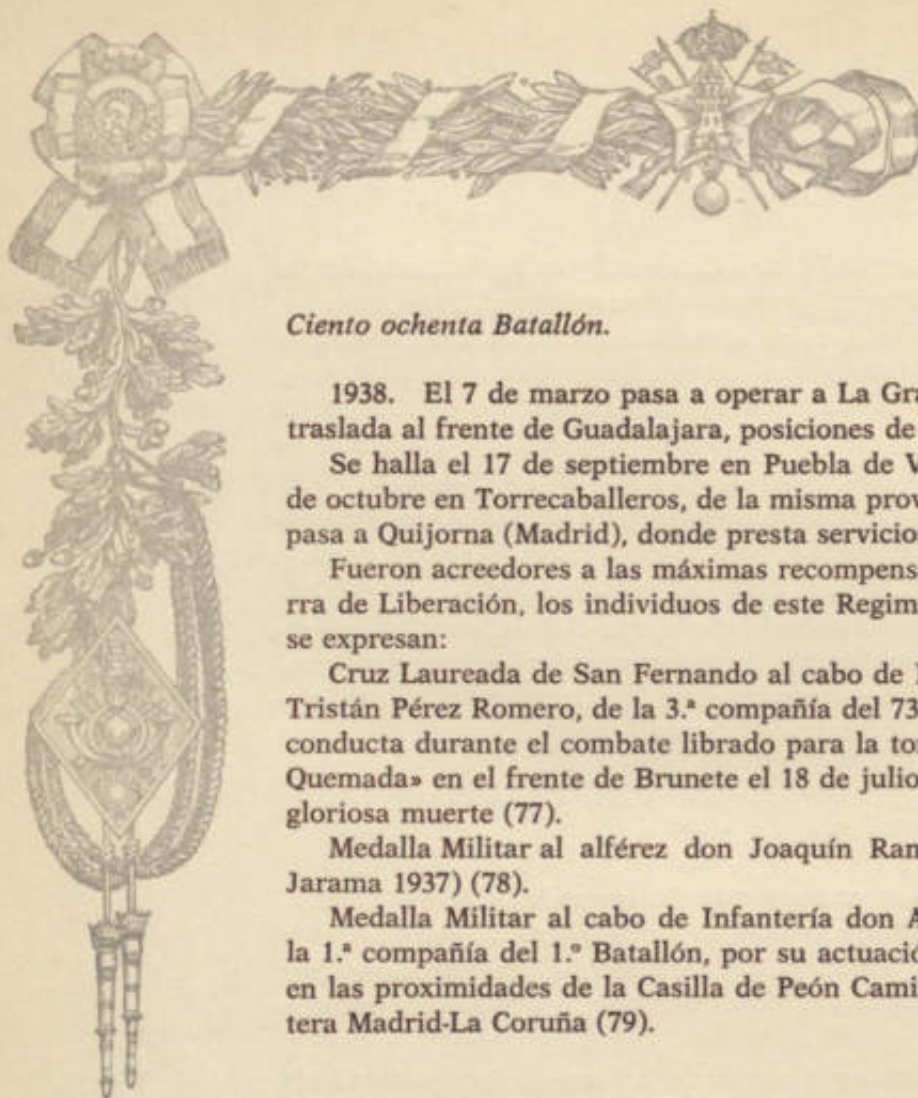 Ciento ochenta Batallón.
1938. El 7 de marzo pasa a operar a La Gra
traslada al frente de Guadalajara, posiciones de
Se halla el 17 de septiembre en Puebla de V
de octubre en Torrecaballeros, de la misma prov
pasa a Quijorna (Madrid), donde presta servicio
Fueron acreedores a las máximas recompens
rra de Liberación, los individuos de este Regim
se expresan:
Cruz Laureada de San Fernando al cabo de
Tristán Pérez Romero, de la 3.ª compañía del 73
conducta durante el combate librado para la to
Quemada» en el frente de Brunete el 18 de julio
gloriosa muerte (77).
Medalla Militar al alférez don Joaquín Ram
Jarama 1937) (78).
Medalla Militar al cabo de Infantería don A
la 1.ª compañía del 1.º Batallón, por su actuació
en las proximidades de la Casilla de Peón Cami
tera Madrid-La Coruña (79).